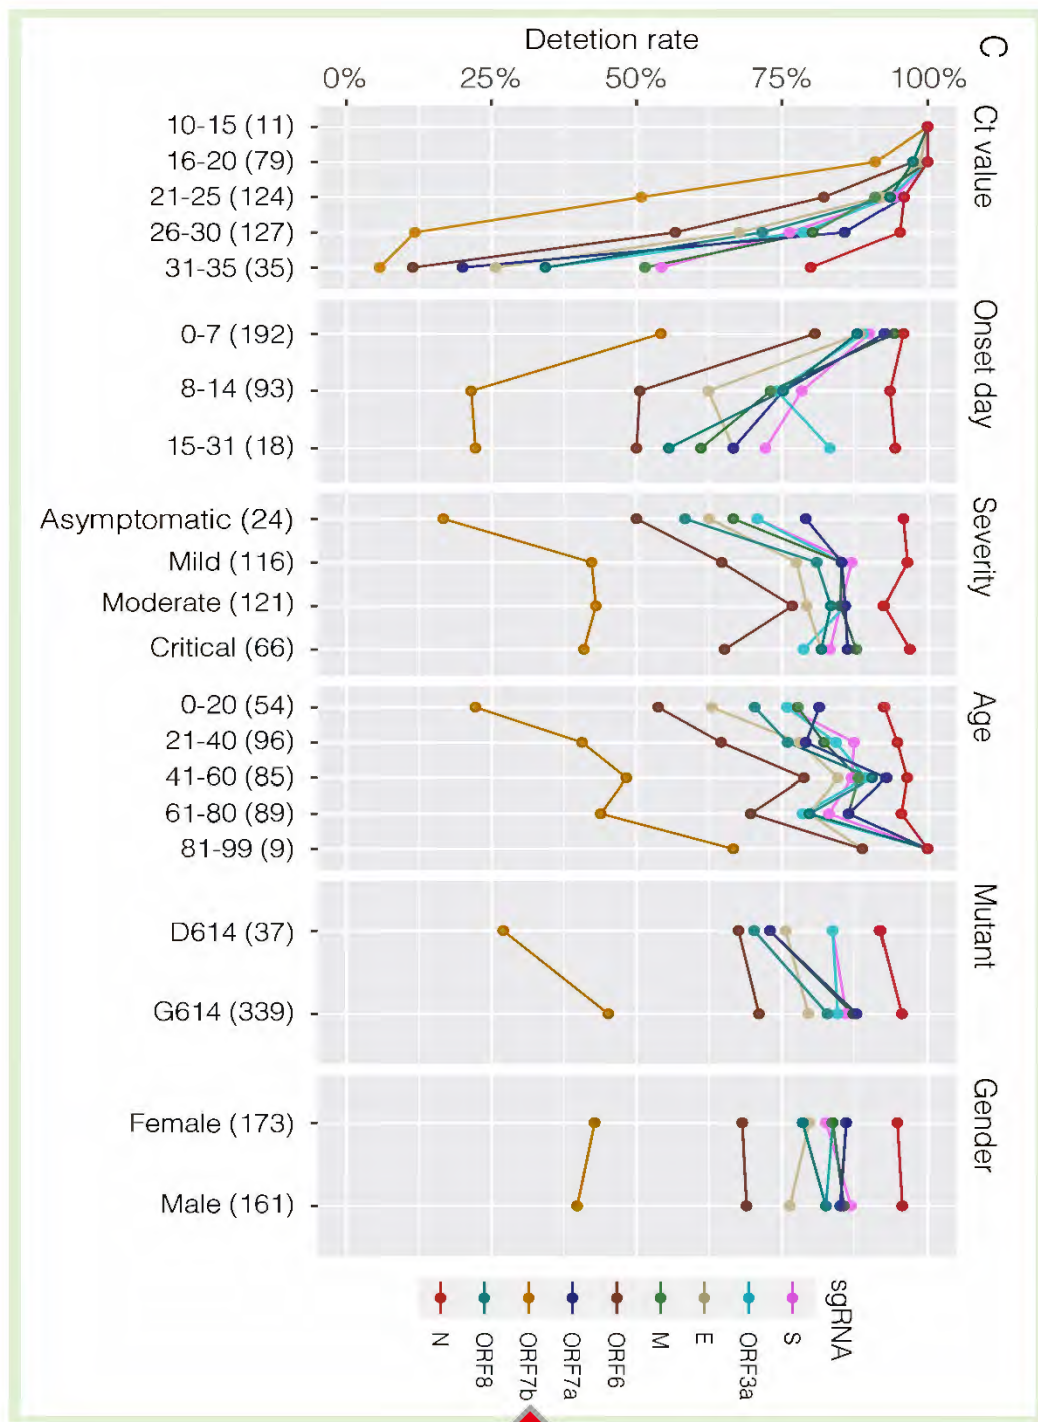 C
Detetion rate
0%
25%
50%
75%
100%
Ct value
10-15 (11)
16-20 (79)
21-25 (124)
26-30 (127)
31-35 (35)
Onset day
0-7 (192)
8-14 (93)
15-31 (18)
Severity
Asymptomatic (24)
Mild (116)
Moderate (121)
Critical (66)
Age
0-20 (54)
21-40 (96)
41-60 (85)
61-80 (89)
81-99 (9)
Mutant
D614 (37)
G614 (339)
Gender
Female (173)
Male (161)
sgRNA
S
ORF3a
E
M
ORF6
ORF7a
ORF7b
ORF8
N